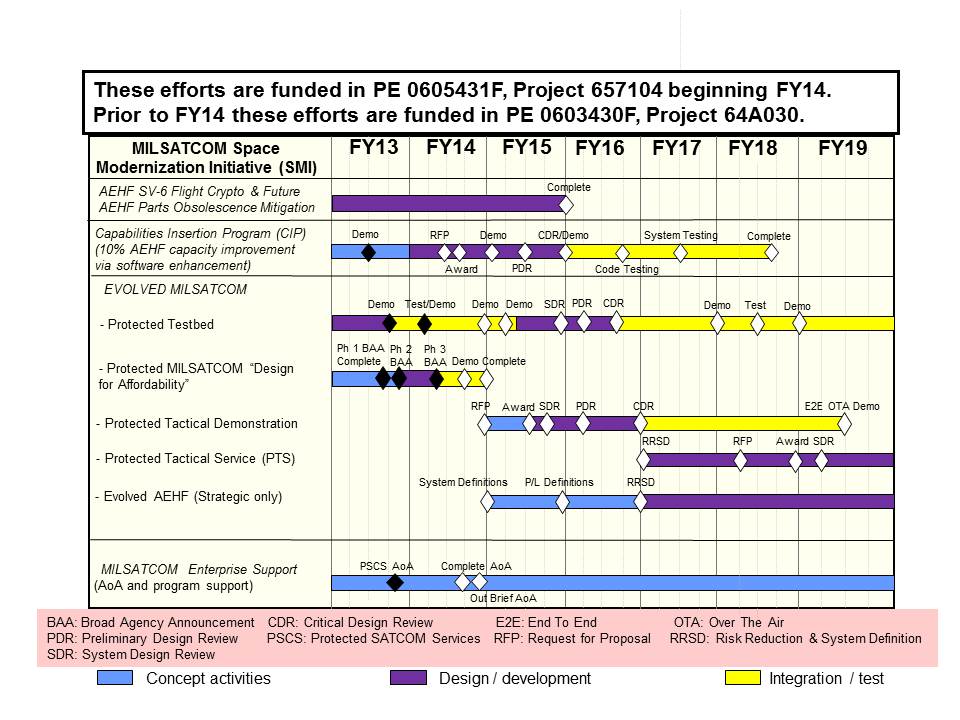 These efforts are funded in PE 0605431F, Project 657104 beginning FY14.
Prior to FY14 these efforts are funded in PE 0603430F, Project 64A030.
MILSATCOM Space
Modernization Initiative (SMI)
FY13 FY14 FY15 FY16 FY17 FY18 FY19
AEHF SV-6 Flight Crypto & Future
AEHF Parts Obsolescence Mitigation
Complete
Capabilities Insertion Program (CIP)
(10% AEHF capacity improvement
via software enhancement)
Demo RFP Demo CDR/Demo System Testing Complete
Award PDR Code Testing
EVOLVED MILSATCOM
Demo Test/Demo Demo Demo SDR PDR CDR Demo Test Demo
- Protected Testbed
Ph 1 BAA Ph 2 Ph 3
Complete BAA BAA Demo Complete
- Protected MILSATCOM “Design
for Affordability”
RFP Award SDR PDR CDR E2E OTA Demo
- Protected Tactical Demonstration
RRSD RFP Award SDR
- Protected Tactical Service (PTS)
System Definitions P/L Definitions RRSD
- Evolved AEHF (Strategic only)
PSCS AoA Complete AoA
MILSATCOM Enterprise Support
(AoA and program support)
Out Brief AoA
BAA: Broad Agency Announcement CDR: Critical Design Review E2E: End To End OTA: Over The Air
PDR: Preliminary Design Review PSCS: Protected SATCOM Services RFP: Request for Proposal RRSD: Risk Reduction & System Definition
SDR: System Design Review
Concept activities Design / development Integration / test